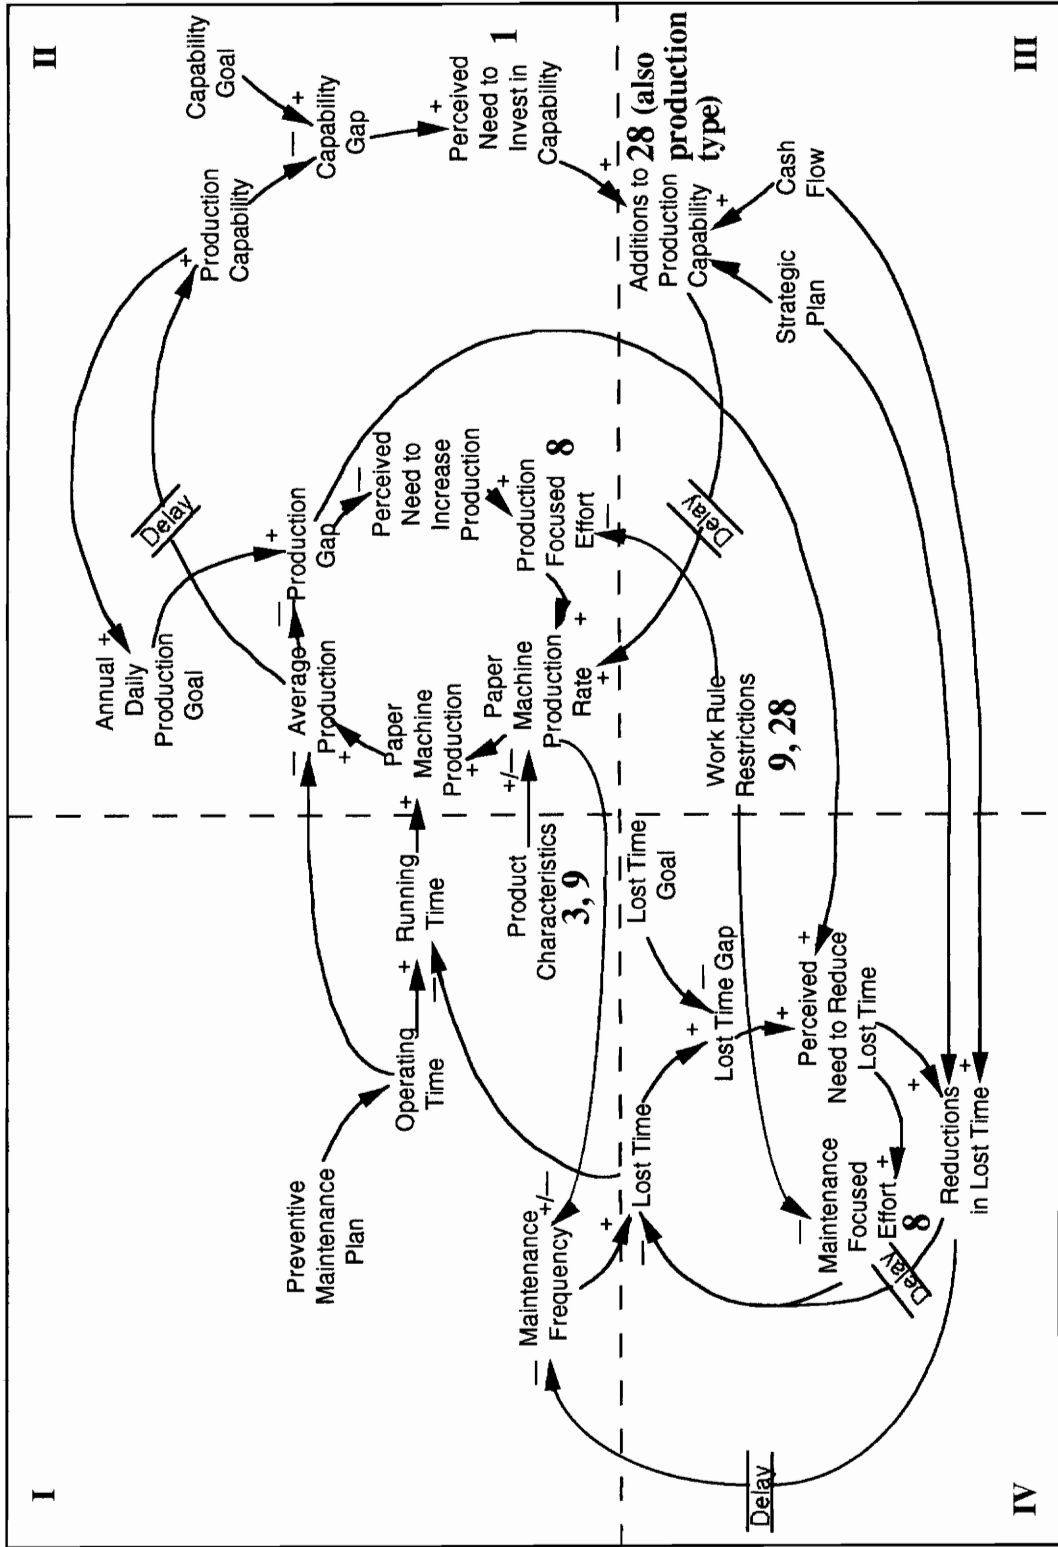 I
II
III
IV
Capability
Goal
—
+
Capability
Gap
+
Perceived
Need to
Invest in
Capability
1
+
Production
Capability
+
Additions to
Production
Capability
28 (also
production
type)
+
Cash
Flow
Strategic
Plan
Annual
Daily
Production
Goal
+
Delay
+
Production
Gap
—
—
Perceived
Need to
Increase
Production
+
Production
Focused
Effort
8
—
Delay
—
Average
Production
+
Paper
Machine
Production
+
+
Paper
Machine
Production
Rate
+/—
+
+
Work Rule
Restrictions
9, 28
Product
Characteristics
3, 9
Running
Time
+
—
Operating
Time
Preventive
Maintenance
Plan
Maintenance
Frequency
+/—
—
Lost Time
+
—
Lost Time
Goal
Lost Time Gap
+
—
Perceived
Need to Reduce
Lost Time
+
+
Maintenance
Focused
Effort
8
—
+
Delay
Reductions
in Lost Time
+
+
Delay